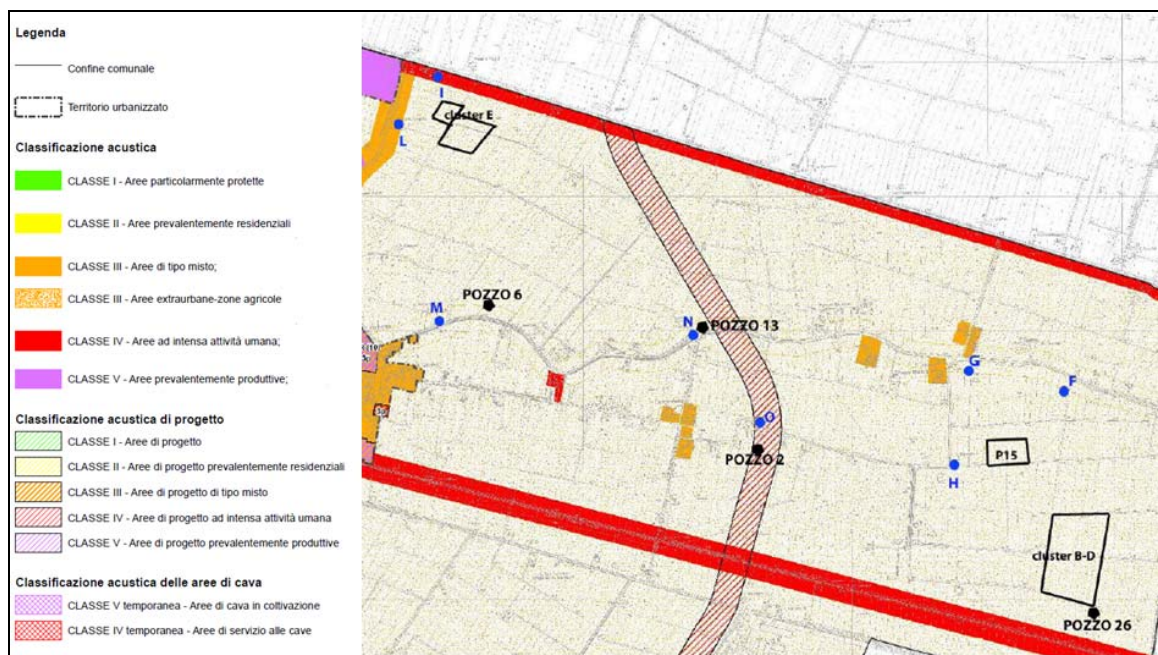 Legenda
Confine comunale
Territorio urbanizzato
Classificazione acustica
CLASSE I - Aree particolarmente protette
CLASSE II - Aree prevalentemente residenziali
CLASSE III - Aree di tipo misto;
CLASSE III - Aree extraurbane-zone agricole
CLASSE IV - Aree ad intensa attività umana;
CLASSE V - Aree prevalentemente produttive;
Classificazione acustica di progetto
CLASSE I - Aree di progetto
CLASSE II - Aree di progetto prevalentemente residenziali
CLASSE III - Aree di progetto di tipo misto
CLASSE IV - Aree di progetto ad intensa attività umana
CLASSE V - Aree di progetto prevalentemente produttive
Classificazione acustica delle aree di cava
CLASSE V temporanea - Aree di cava in coltivazione
CLASSE IV temporanea - Aree di servizio alle cave
I
cluster E
L
M
POZZO 6
N
POZZO 13
G
F
O
POZZO 2
P15
H
cluster B-D
POZZO 26